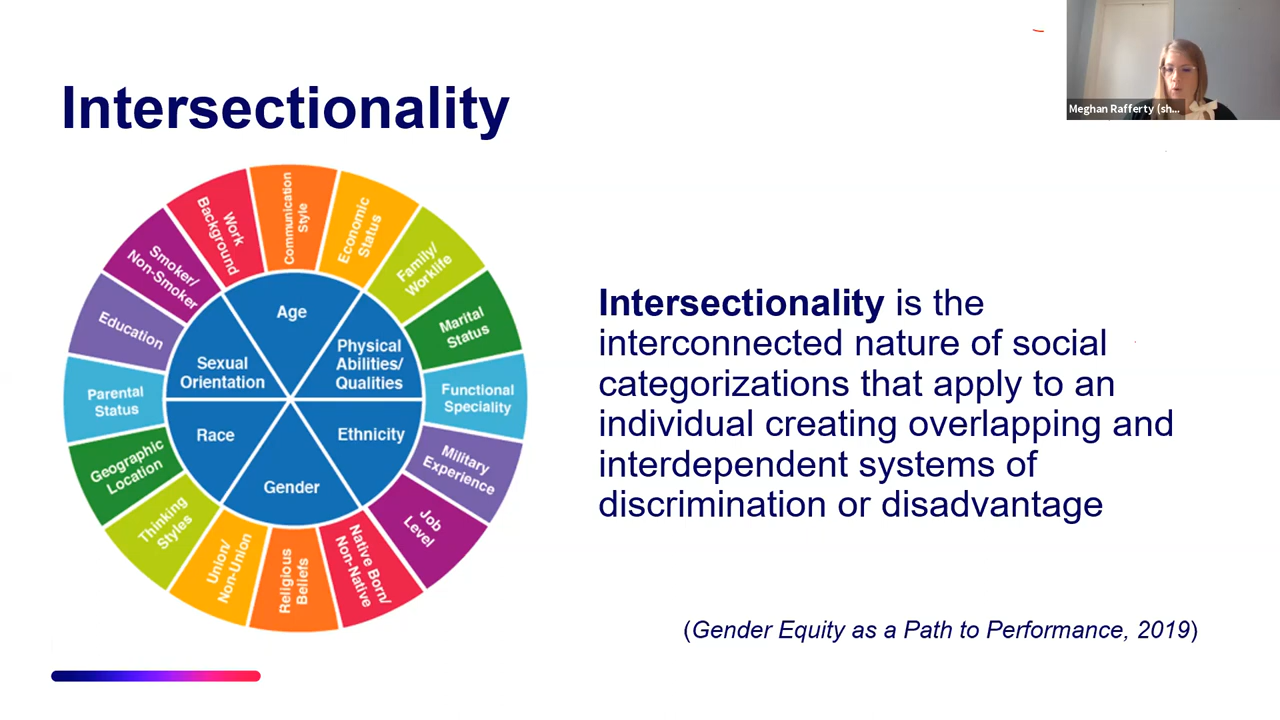 Meghan Rafferty (sh...
Intersectionality
Communication
Style
Economic
Status
Family/
Worklife
Marital
Status
Functional
Speciality
Military
Experience
Job
Level
Native Born/
Non-Native
Religious
Beliefs
Union/
Non-Union
Thinking
Styles
Geographic
Location
Parental
Status
Education
Smoker/
Non-Smoker
Work
Background
Age
Physical
Abilities/
Qualities
Ethnicity
Gender
Race
Sexual
Orientation
Intersectionality is the
interconnected nature of social
categorizations that apply to an
individual creating overlapping and
interdependent systems of
discrimination or disadvantage
(Gender Equity as a Path to Performance, 2019)